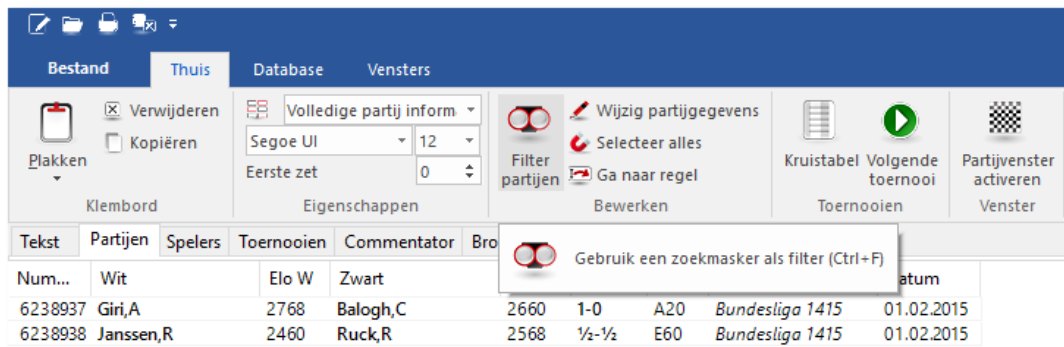 Bestand Thuis Database Vensters
Verwijderen Volledige partij inform Wijzig partijgegevens
Kopiëren Segoe UI 12 Selecteer alles
Plakken Eerste zet 0 Filter partijen Ga naar regel Kruistabel Volgende toernooi Partijvenster activeren
Klembord Eigenschappen Bewerken Toernooien Venster
Tekst Partijen Spelers Toernooien Commentator Bro
Gebruik een zoekmasker als filter (Ctrl+F)
Num... Wit Elo W Zwart atum
6238937 Giri,A 2768 Balogh,C 2660 1-0 A20 Bundesliga 1415 01.02.2015
6238938 Janssen,R 2460 Ruck,R 2568 ½-½ E60 Bundesliga 1415 01.02.2015